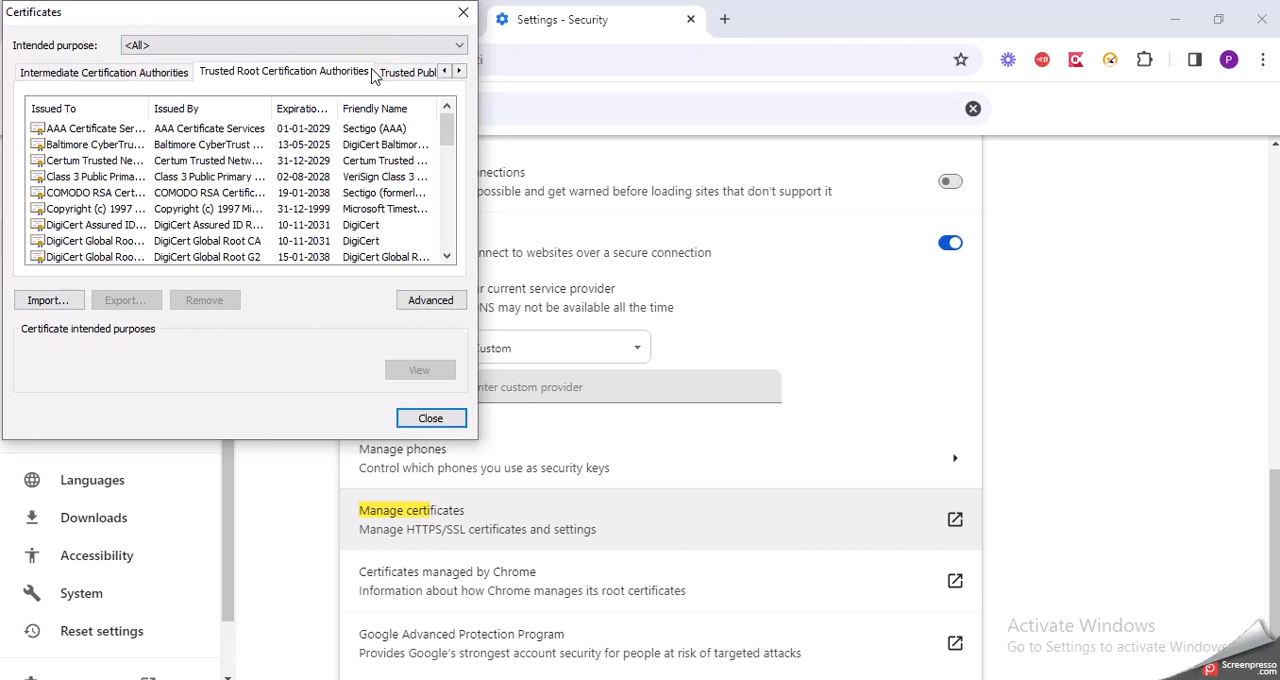 Certificates
Settings - Security
Intended purpose:
<All>
Intermediate Certification Authorities
Trusted Root Certification Authorities
Trusted Publ
Issued To Issued By Expiratio... Friendly Name
AAA Certificate Ser... AAA Certificate Services 01-01-2029 Sectigo (AAA)
Baltimore CyberTru... Baltimore CyberTrust ... 13-05-2025 DigiCert Baltimor...
Certum Trusted Ne... Certum Trusted Netw... 31-12-2029 Certum Trusted ...
Class 3 Public Prima... Class 3 Public Primary ... 02-08-2028 VeriSign Class 3 ...
COMODO RSA Cert... COMODO RSA Certific... 19-01-2038 Sectigo (formerl...
Copyright (c) 1997 ... Copyright (c) 1997 Mi... 31-12-1999 Microsoft Timest...
DigiCert Assured ID... DigiCert Assured ID R... 10-11-2031 DigiCert
DigiCert Global Roo... DigiCert Global Root CA 10-11-2031 DigiCert
DigiCert Global Roo... DigiCert Global Root G2 15-01-2038 DigiCert Global R...
Import...
Export...
Remove
Advanced
Certificate intended purposes
View
Close
P
nnections
possible and get warned before loading sites that don't support it
nnect to websites over a secure connection
ur current service provider
NS may not be available all the time
ustom
nter custom provider
Manage phones
Control which phones you use as security keys
Manage certificates
Manage HTTPS/SSL certificates and settings
Certificates managed by Chrome
Information about how Chrome manages its root certificates
Google Advanced Protection Program
Provides Google's strongest account security for people at risk of targeted attacks
Languages
Downloads
Accessibility
System
Reset settings
Activate Windows
Go to Settings to activate Windows
Screenpresso
.com